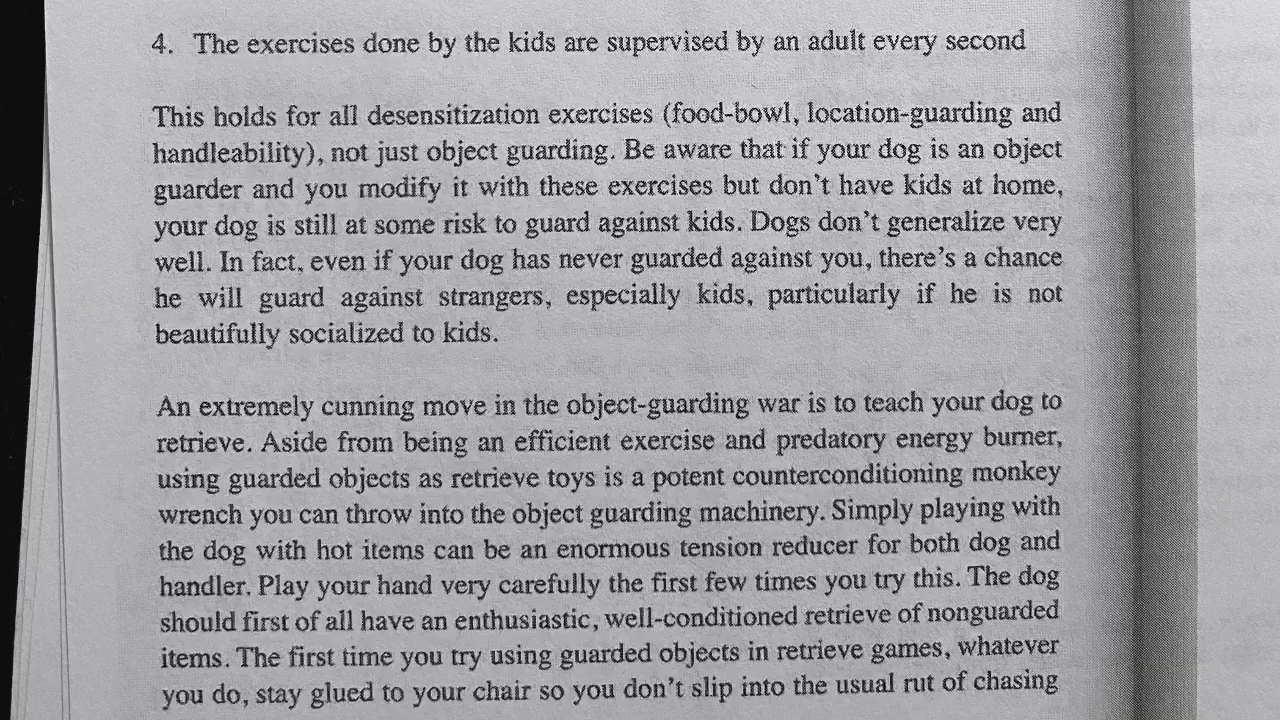 4. The exercises done by the kids are supervised by an adult every second
This holds for all desensitization exercises (food-bowl, location-guarding and
handleability), not just object guarding. Be aware that if your dog is an object
guarder and you modify it with these exercises but don't have kids at home,
your dog is still at some risk to guard against kids. Dogs don't generalize very
well. In fact, even if your dog has never guarded against you, there's a chance
he will guard against strangers, especially kids, particularly if he is not
beautifully socialized to kids.
An extremely cunning move in the object-guarding war is to teach your dog to
retrieve. Aside from being an efficient exercise and predatory energy burner,
using guarded objects as retrieve toys is a potent counterconditioning monkey
wrench you can throw into the object guarding machinery. Simply playing with
the dog with hot items can be an enormous tension reducer for both dog and
handler. Play your hand very carefully the first few times you try this. The dog
should first of all have an enthusiastic, well-conditioned retrieve of nonguarded
items. The first time you try using guarded objects in retrieve games, whatever
you do, stay glued to your chair so you don't slip into the usual rut of chasing